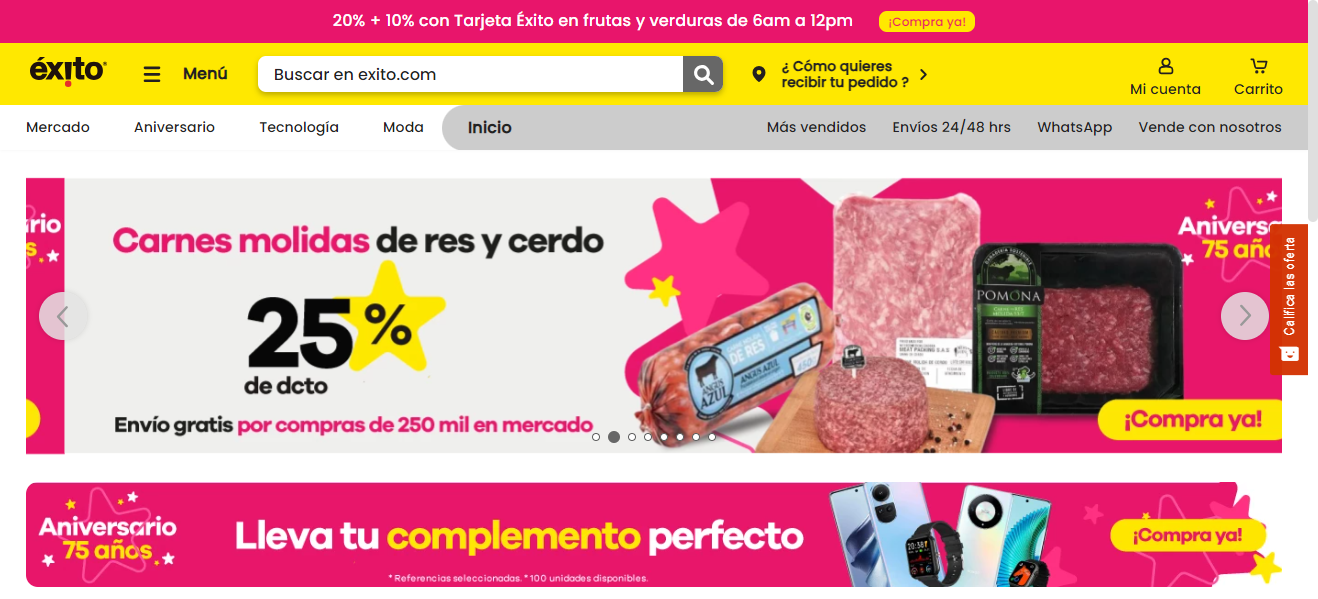 20% + 10% con Tarjeta Éxito en frutas y verduras de 6am a 12pm
¡Compra ya!
éxito
Menú
Buscar en exito.com
¿ Cómo quieres
recibir tu pedido ?
Mi cuenta
Carrito
Mercado
Aniversario
Tecnología
Moda
Inicio
Más vendidos
Envíos 24/48 hrs
WhatsApp
Vende con nosotros
rio
s
Carnes molidas de res y cerdo
25%
de dcto
Envío gratis por compras de 250 mil en mercado
DE RES
ANGUS
AZUL
POMONA
Aniversa
75 año
¡Compra ya!
Califica las oferta
Aniversario
75 años
Lleva tu complemento perfecto
* Referencias seleccionadas. * 100 unidades disponibles.
20:38
¡Compra ya!